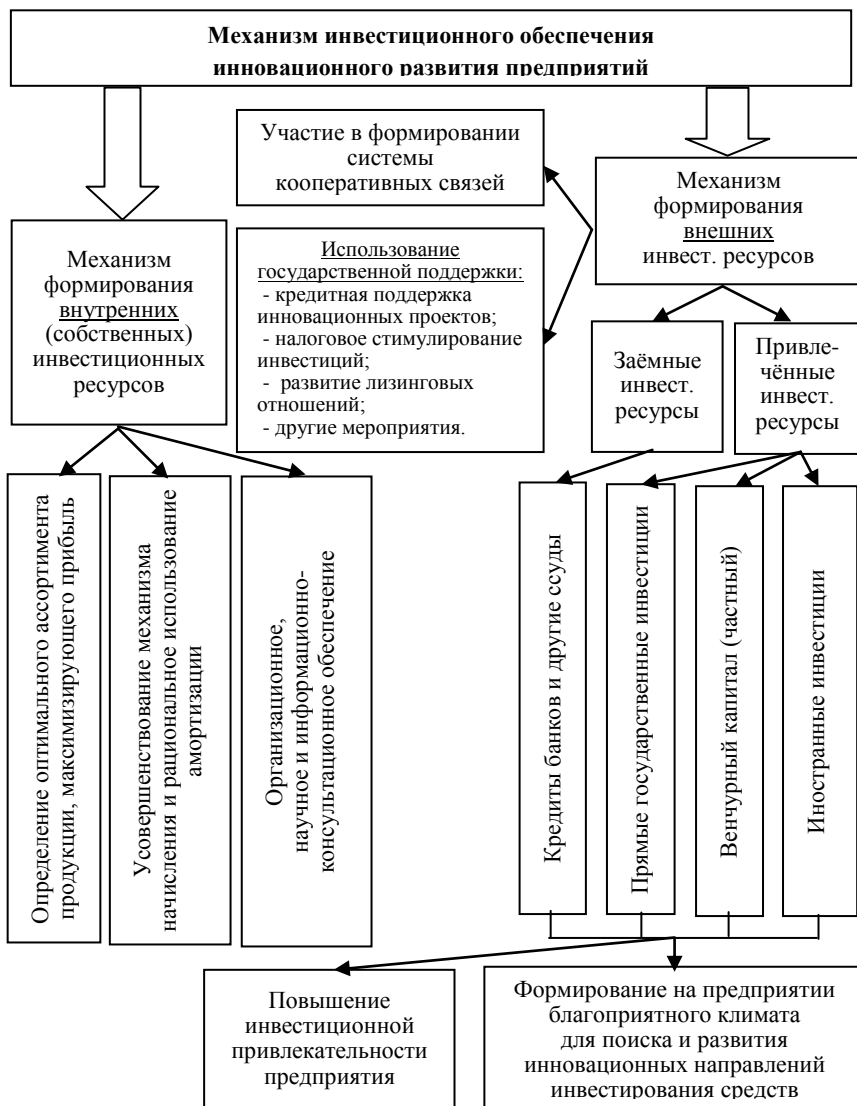 Механизм инвестиционного обеспечения
инновационного развития предприятий
Участие в формировании
системы
кооперативных связей
Механизм
формирования
внешних
инвест. ресурсов
Механизм
формирования
внутренних
(собственных)
инвестиционных
ресурсов
Использование
государственной поддержки:
- кредитная поддержка
инновационных проектов;
- налоговое стимулирование
инвестиций;
- развитие лизинговых
отношений;
- другие мероприятия.
Заёмные
инвест.
ресурсы
Привле-
чённые
инвест.
ресурсы
Определение оптимального ассортимента
продукции, максимизирующего прибыль
Усовершенствование механизма
начисления и рациональное использование
амортизации
Организационное,
научное и информационно-
консультационное обеспечение
Кредиты банков и другие ссуды
Прямые государственные инвестиции
Венчурный капитал (частный)
Иностранные инвестиции
Повышение
инвестиционной
привлекательности
предприятия
Формирование на предприятии
благоприятного климата
для поиска и развития
инновационных направлений
инвестирования средств